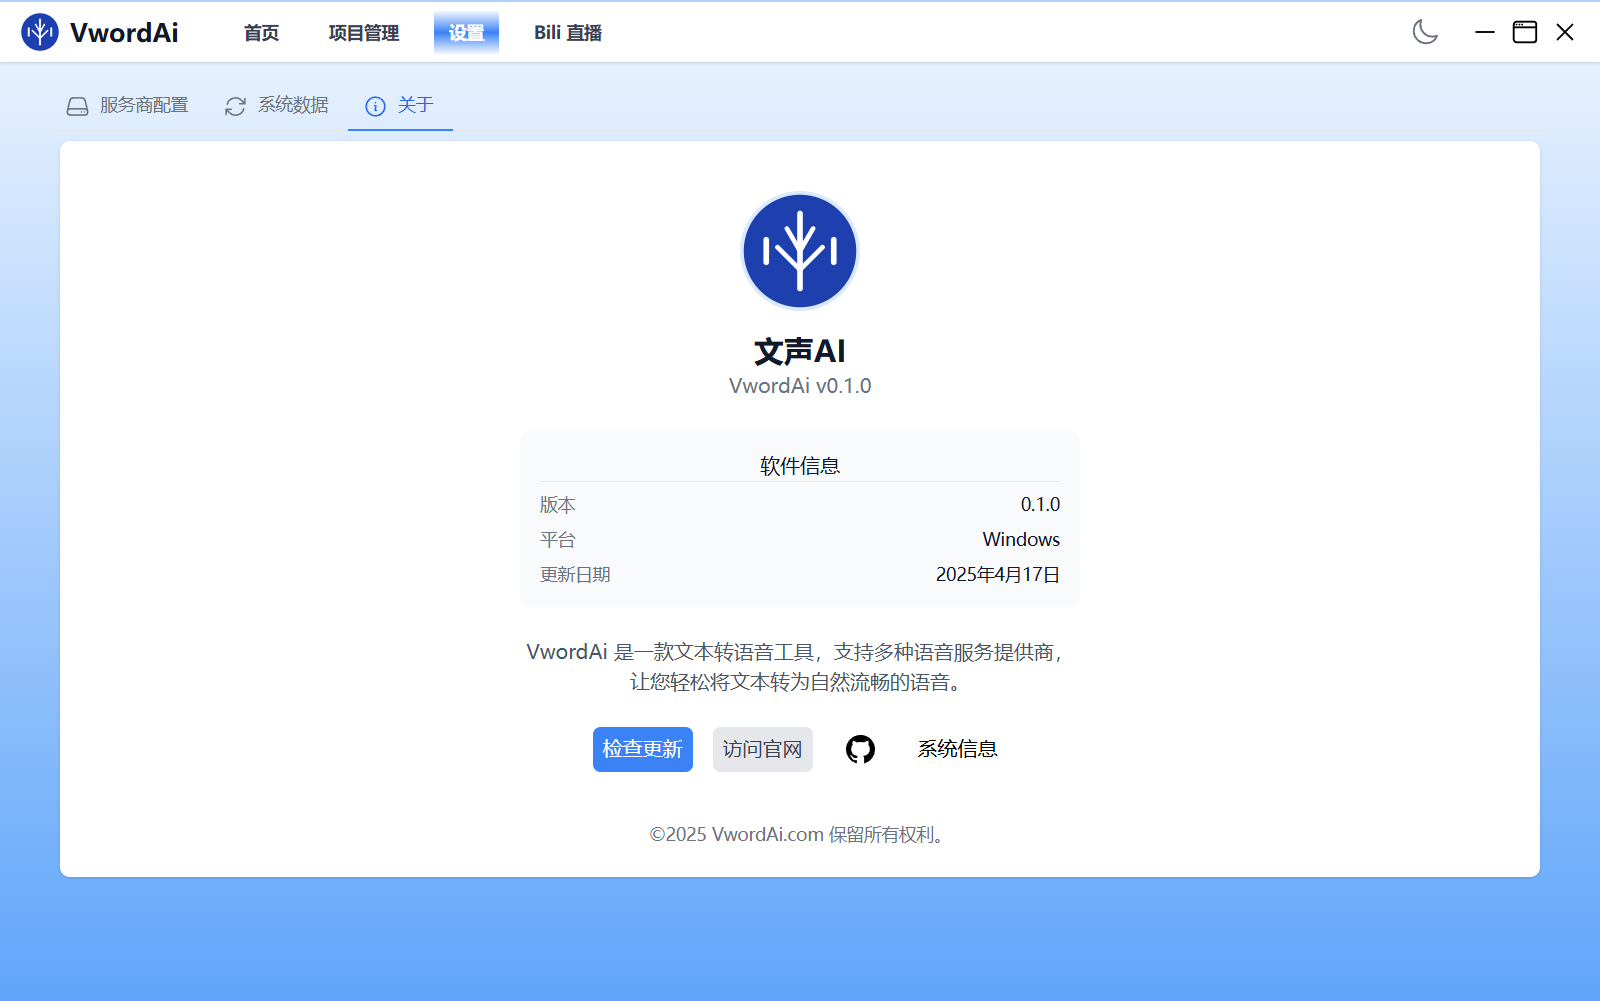 VwordAi
首页
项目管理
设置
Bili 直播
服务商配置
系统数据
关于
文声AI
VwordAi v0.1.0
软件信息
版本 0.1.0
平台 Windows
更新日期 2025年4月17日
VwordAi 是一款文本转语音工具，支持多种语音服务提供商，
让您轻松将文本转为自然流畅的语音。
检查更新
访问官网
系统信息
©2025 VwordAi.com 保留所有权利。